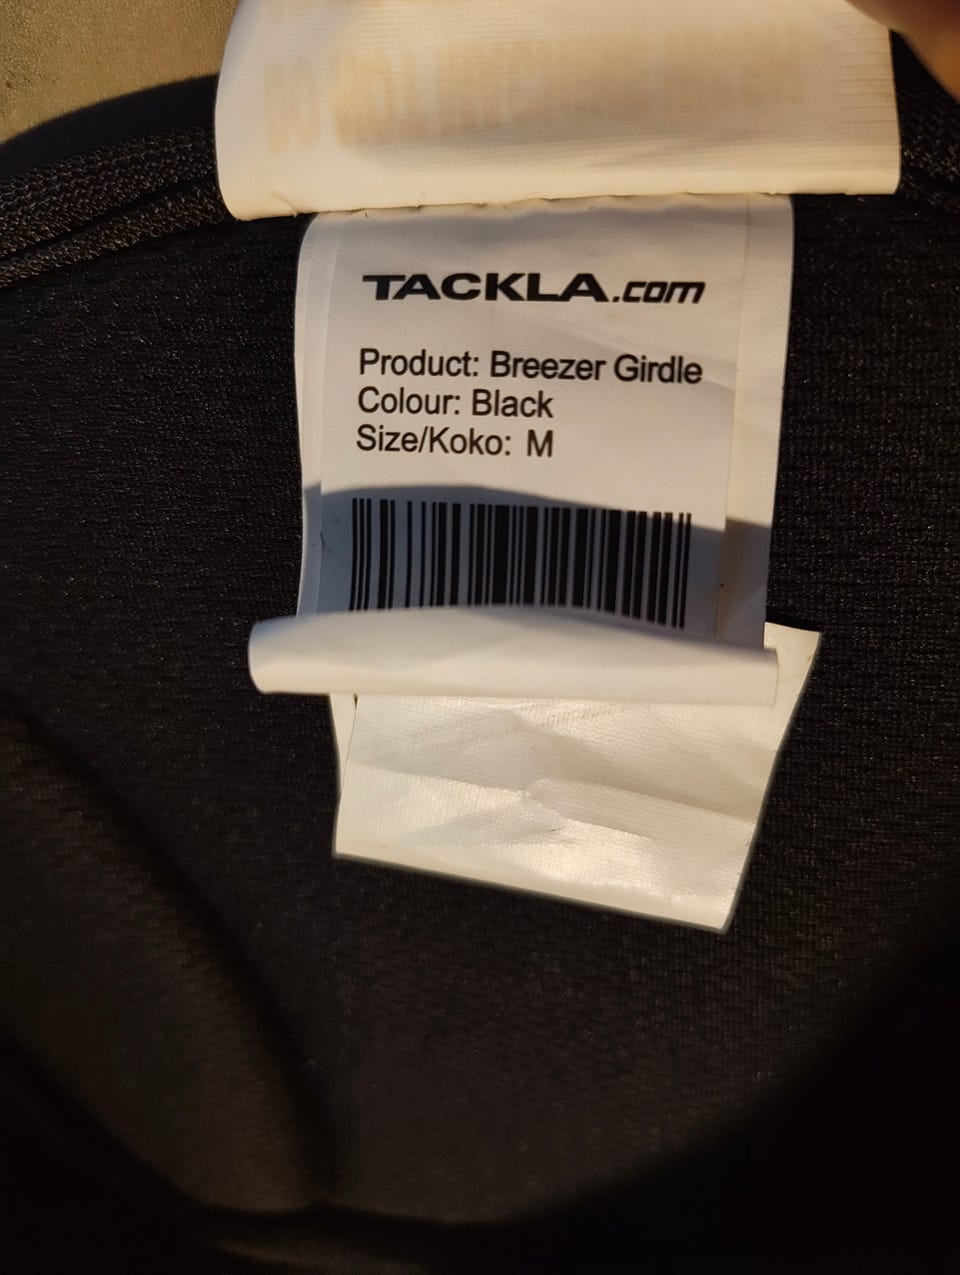 TACKLA.com
Product: Breezer Girdle
Colour: Black
Size/Koko: M